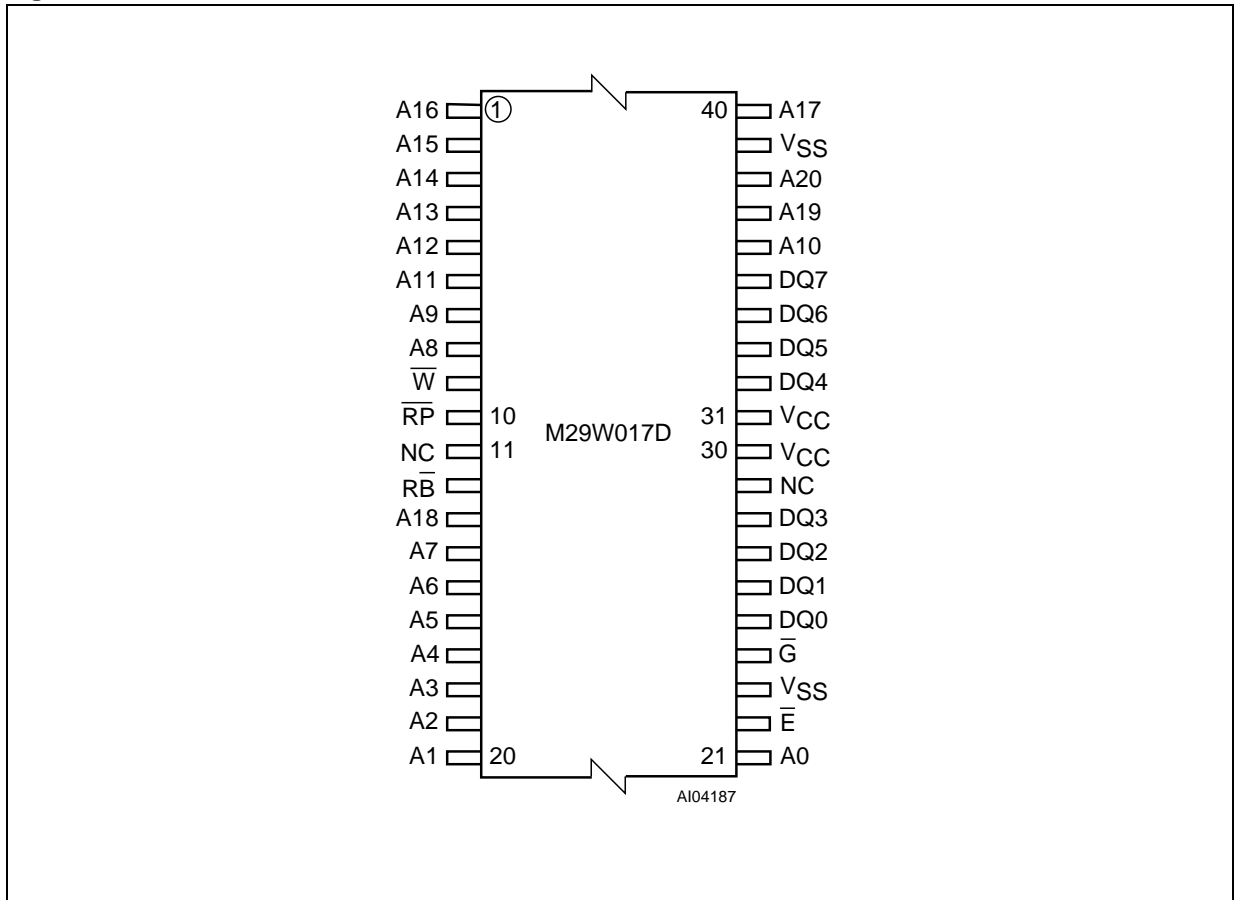 A16 1 40 A17
A15 VSS
A14 A20
A13 A19
A12 A10
A11 DQ7
A9 DQ6
A8 DQ5
W̅ DQ4
R̅P̅ 10 31 VCC
M29W017D
NC 11 30 VCC
RB̅ NC
A18 DQ3
A7 DQ2
A6 DQ1
A5 DQ0
A4 G̅
A3 VSS
A2 E̅
A1 20 21 A0
AI04187